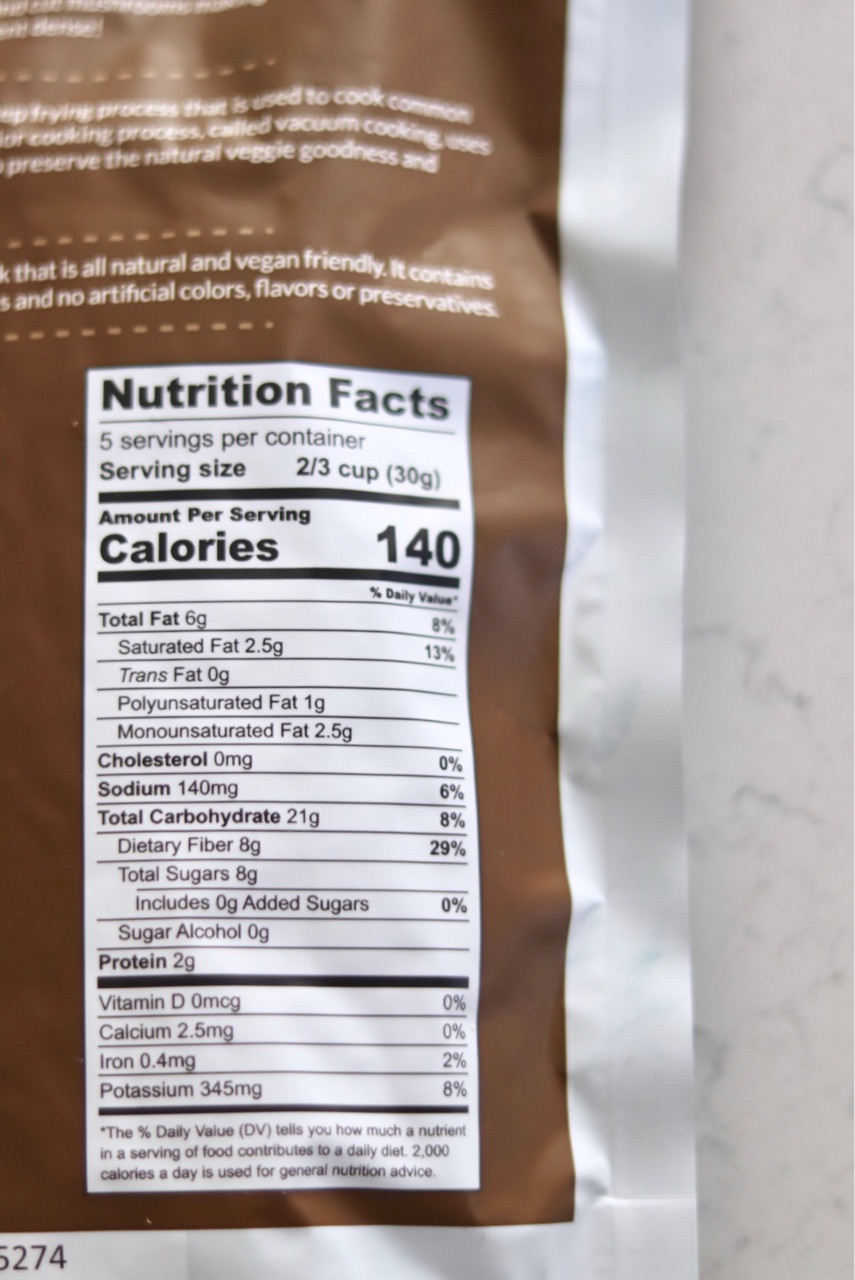 ent dense!
frying process that is used to cook common
cooking process, called vacuum cooking, uses
preserve the natural veggie goodness and
k that is all natural and vegan friendly. It contains
s and no artificial colors, flavors or preservatives.
Nutrition Facts
5 servings per container
Serving size 2/3 cup (30g)
Amount Per Serving
Calories 140
% Daily Value*
Total Fat 6g 8%
Saturated Fat 2.5g 13%
Trans Fat 0g
Polyunsaturated Fat 1g
Monounsaturated Fat 2.5g
Cholesterol 0mg 0%
Sodium 140mg 6%
Total Carbohydrate 21g 8%
Dietary Fiber 8g 29%
Total Sugars 8g
Includes 0g Added Sugars 0%
Sugar Alcohol 0g
Protein 2g
Vitamin D 0mcg 0%
Calcium 2.5mg 0%
Iron 0.4mg 2%
Potassium 345mg 8%
*The % Daily Value (DV) tells you how much a nutrient
in a serving of food contributes to a daily diet. 2,000
calories a day is used for general nutrition advice.
5274